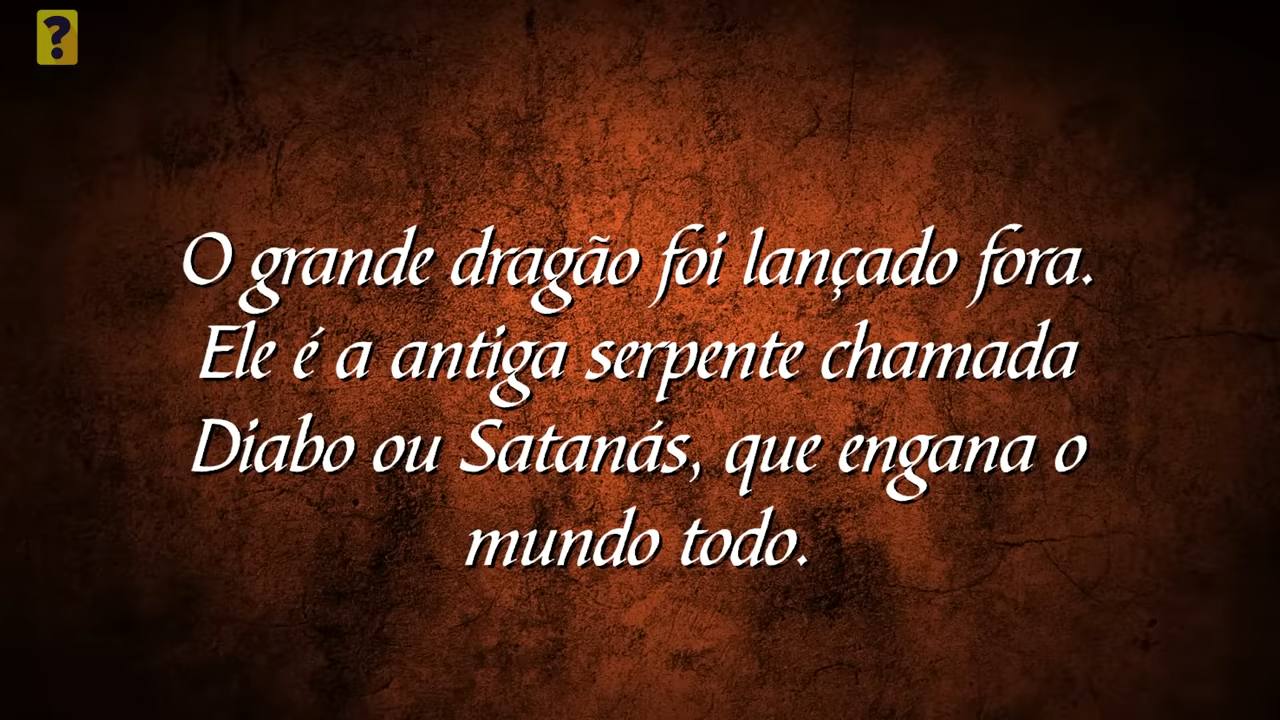 ?
O grande dragão foi lançado fora.
Ele é a antiga serpente chamada
Diabo ou Satanás, que engana o
mundo todo.